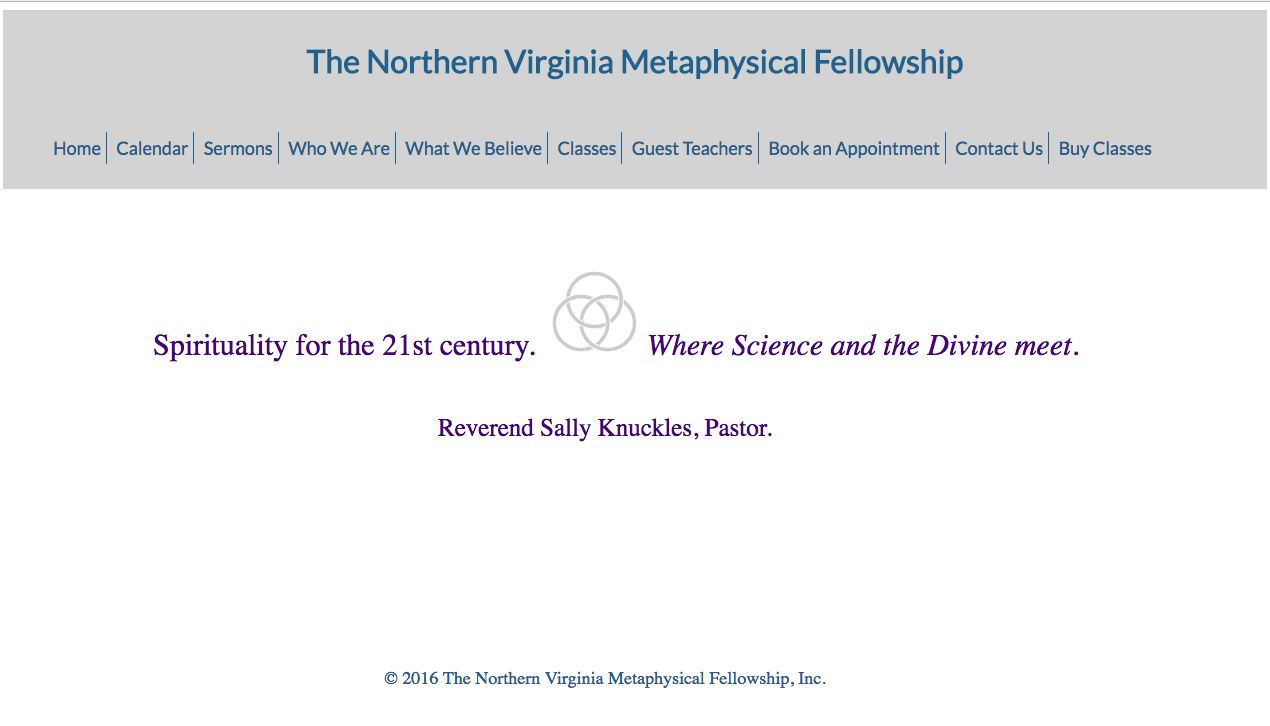 The Northern Virginia Metaphysical Fellowship
Home Calendar Sermons Who We Are What We Believe Classes Guest Teachers Book an Appointment Contact Us Buy Classes
Spirituality for the 21st century. Where Science and the Divine meet.
Reverend Sally Knuckles, Pastor.
© 2016 The Northern Virginia Metaphysical Fellowship, Inc.